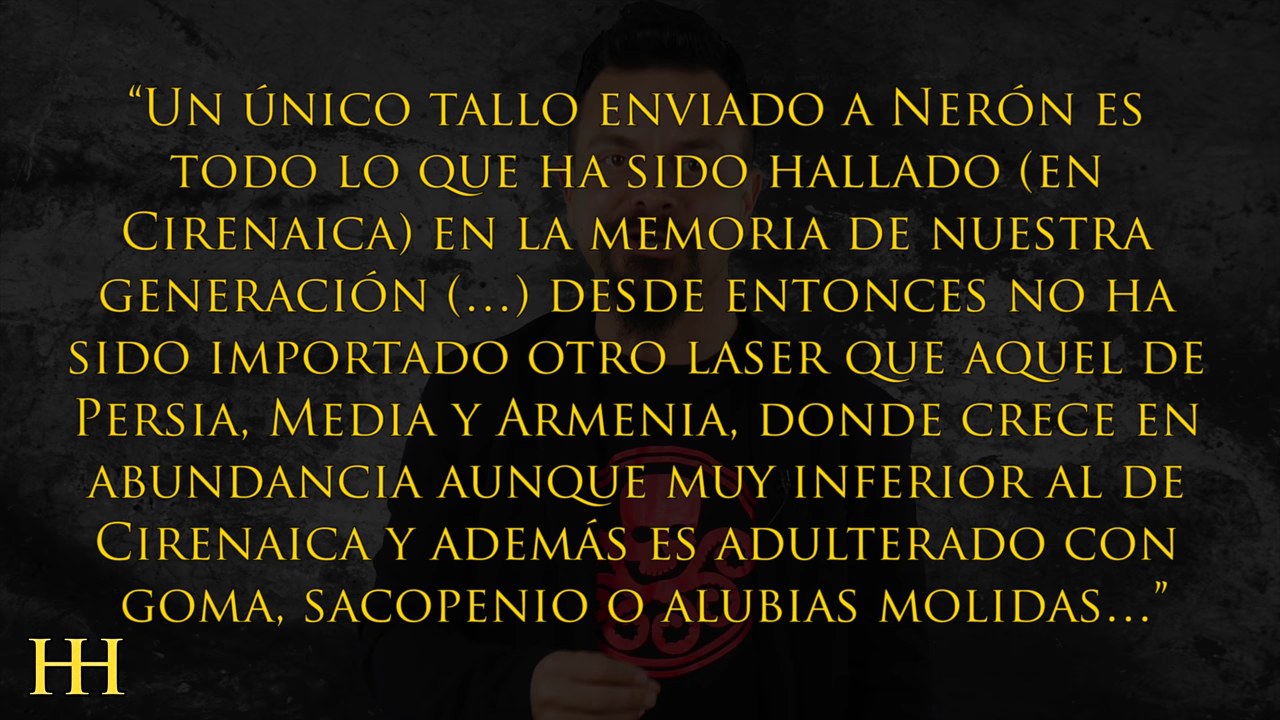 “Un único tallo enviado a Nerón es
todo lo que ha sido hallado (en
Cirenaica) en la memoria de nuestra
generación (...) desde entonces no ha
sido importado otro laser que aquel de
Persia, Media y Armenia, donde crece en
abundancia aunque muy inferior al de
Cirenaica y además es adulterado con
goma, sacopenio o alubias molidas...”
HH